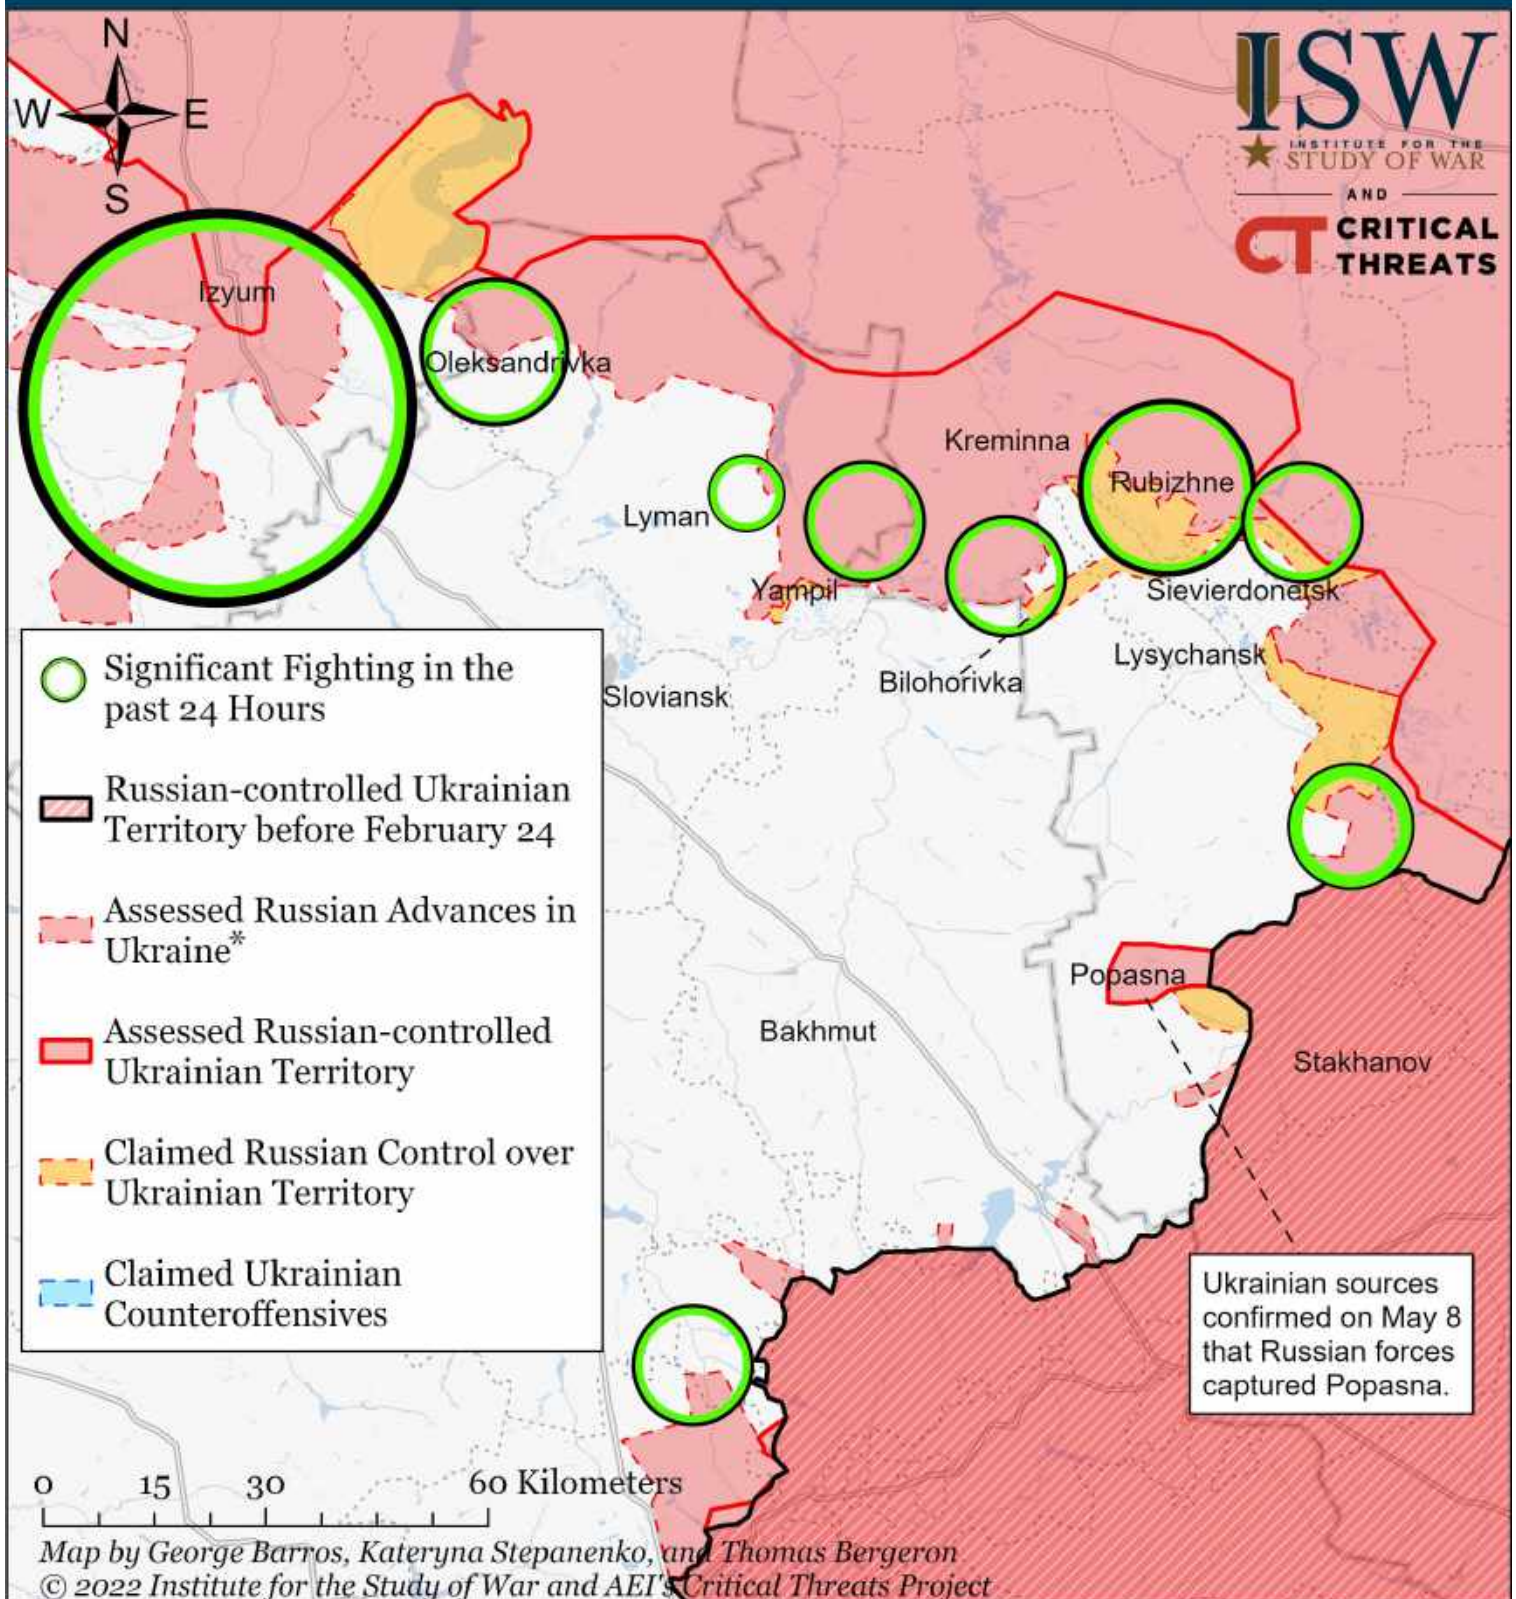 N
W E
S
ISW
INSTITUTE FOR THE
STUDY OF WAR
AND
CT CRITICAL
THREATS
Izyum
Oleksandrivka
Kreminna
Rubizhne
Lyman
Yampil
Sievierdonetsk
Lysychansk
Bilohorivka
Sloviansk
Popasna
Bakhmut
Stakhanov
Significant Fighting in the
past 24 Hours
Russian-controlled Ukrainian
Territory before February 24
Assessed Russian Advances in
Ukraine*
Assessed Russian-controlled
Ukrainian Territory
Claimed Russian Control over
Ukrainian Territory
Claimed Ukrainian
Counteroffensives
Ukrainian sources
confirmed on May 8
that Russian forces
captured Popasna.
0 15 30 60 Kilometers
Map by George Barros, Kateryna Stepanenko, and Thomas Bergeron
© 2022 Institute for the Study of War and AEI's Critical Threats Project